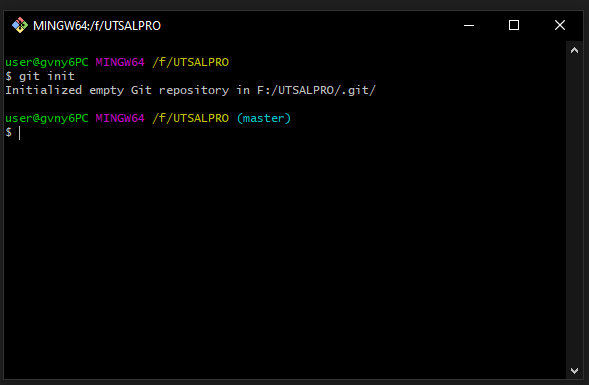 MINGW64:/f/UTSALPRO
user@gvny6PC MINGW64 /f/UTSALPRO
$ git init
Initialized empty Git repository in F:/UTSALPRO/.git/
user@gvny6PC MINGW64 /f/UTSALPRO (master)
$